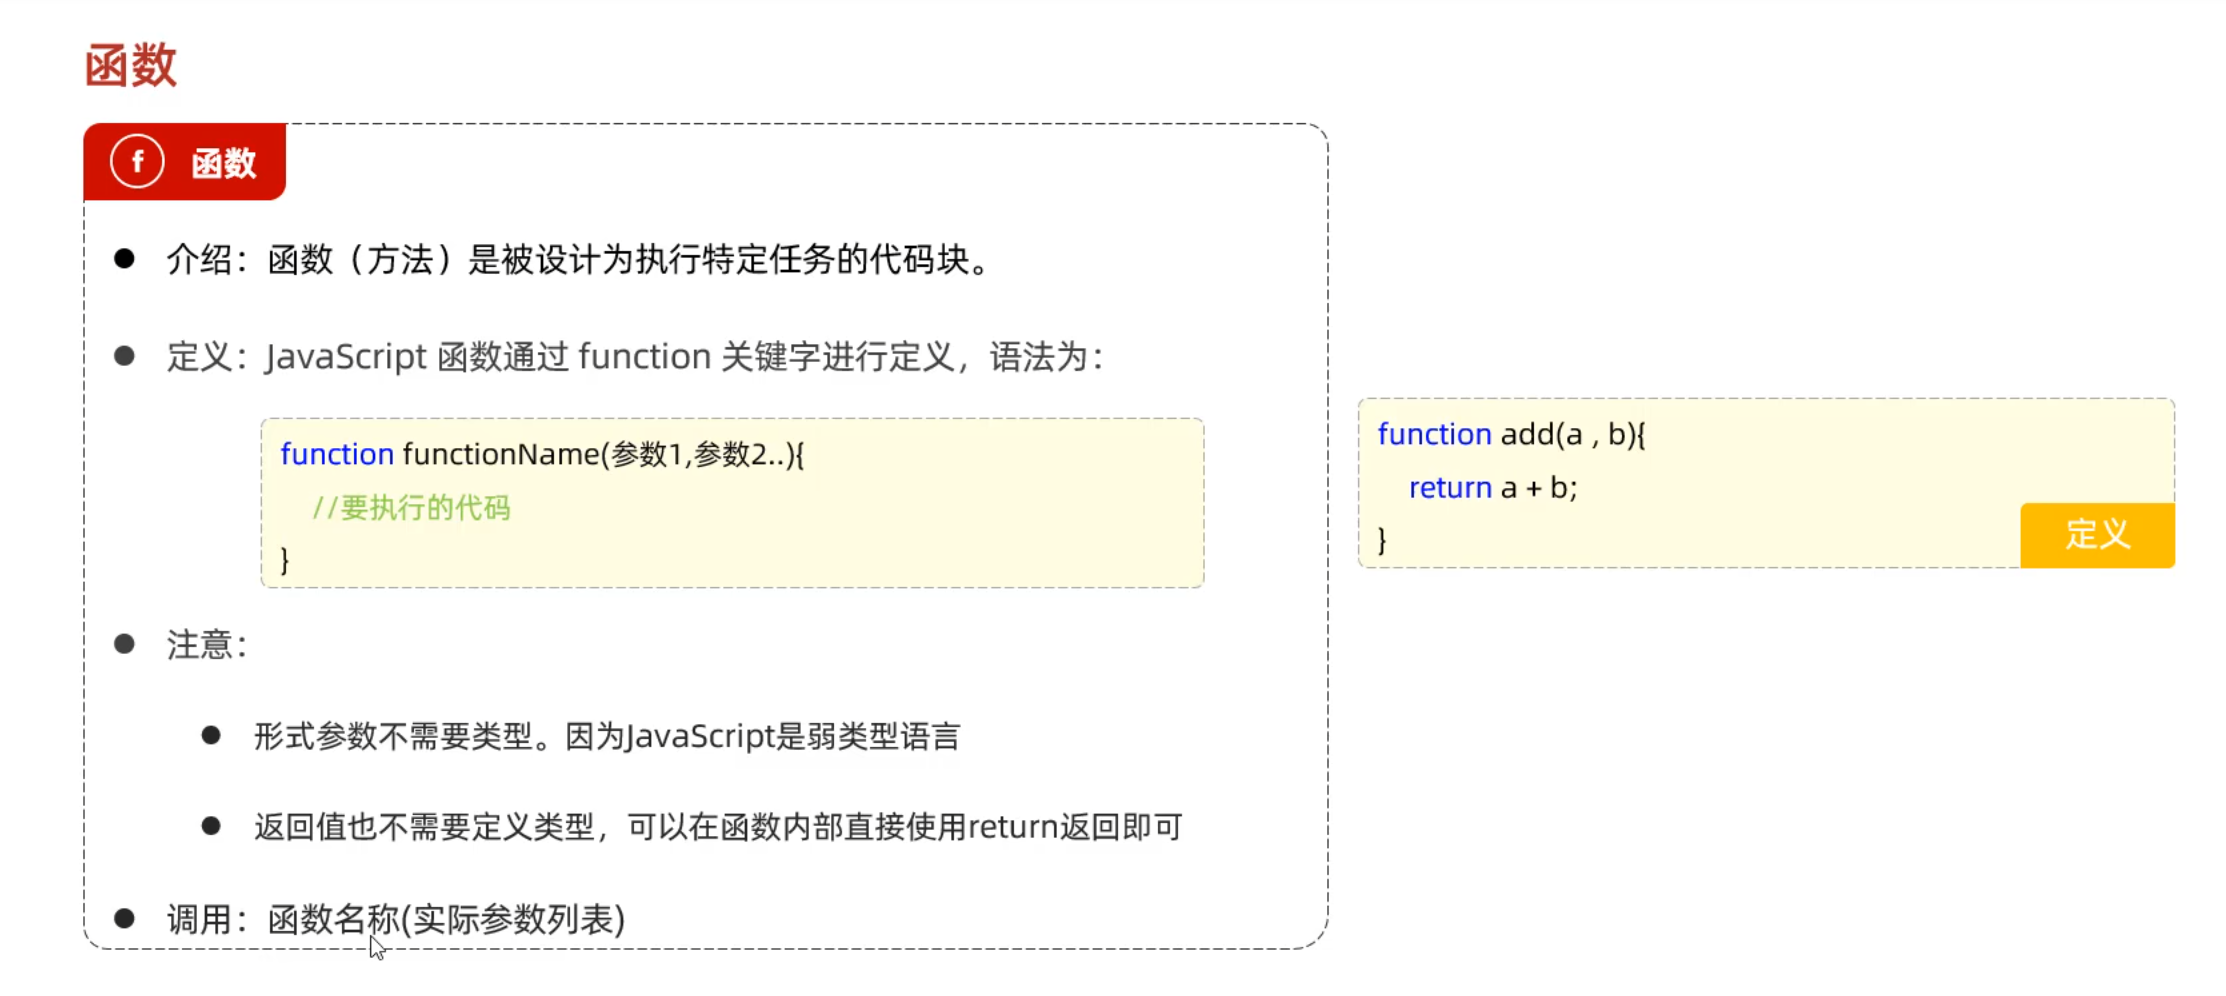 函数
f 函数
介绍：函数（方法）是被设计为执行特定任务的代码块。
定义：JavaScript 函数通过 function 关键字进行定义，语法为：
function functionName(参数1,参数2..){
//要执行的代码
}
注意：
形式参数不需要类型。因为JavaScript是弱类型语言
返回值也不需要定义类型，可以在函数内部直接使用return返回即可
调用：函数名称(实际参数列表)
function add(a , b){
return a + b;
}
定义